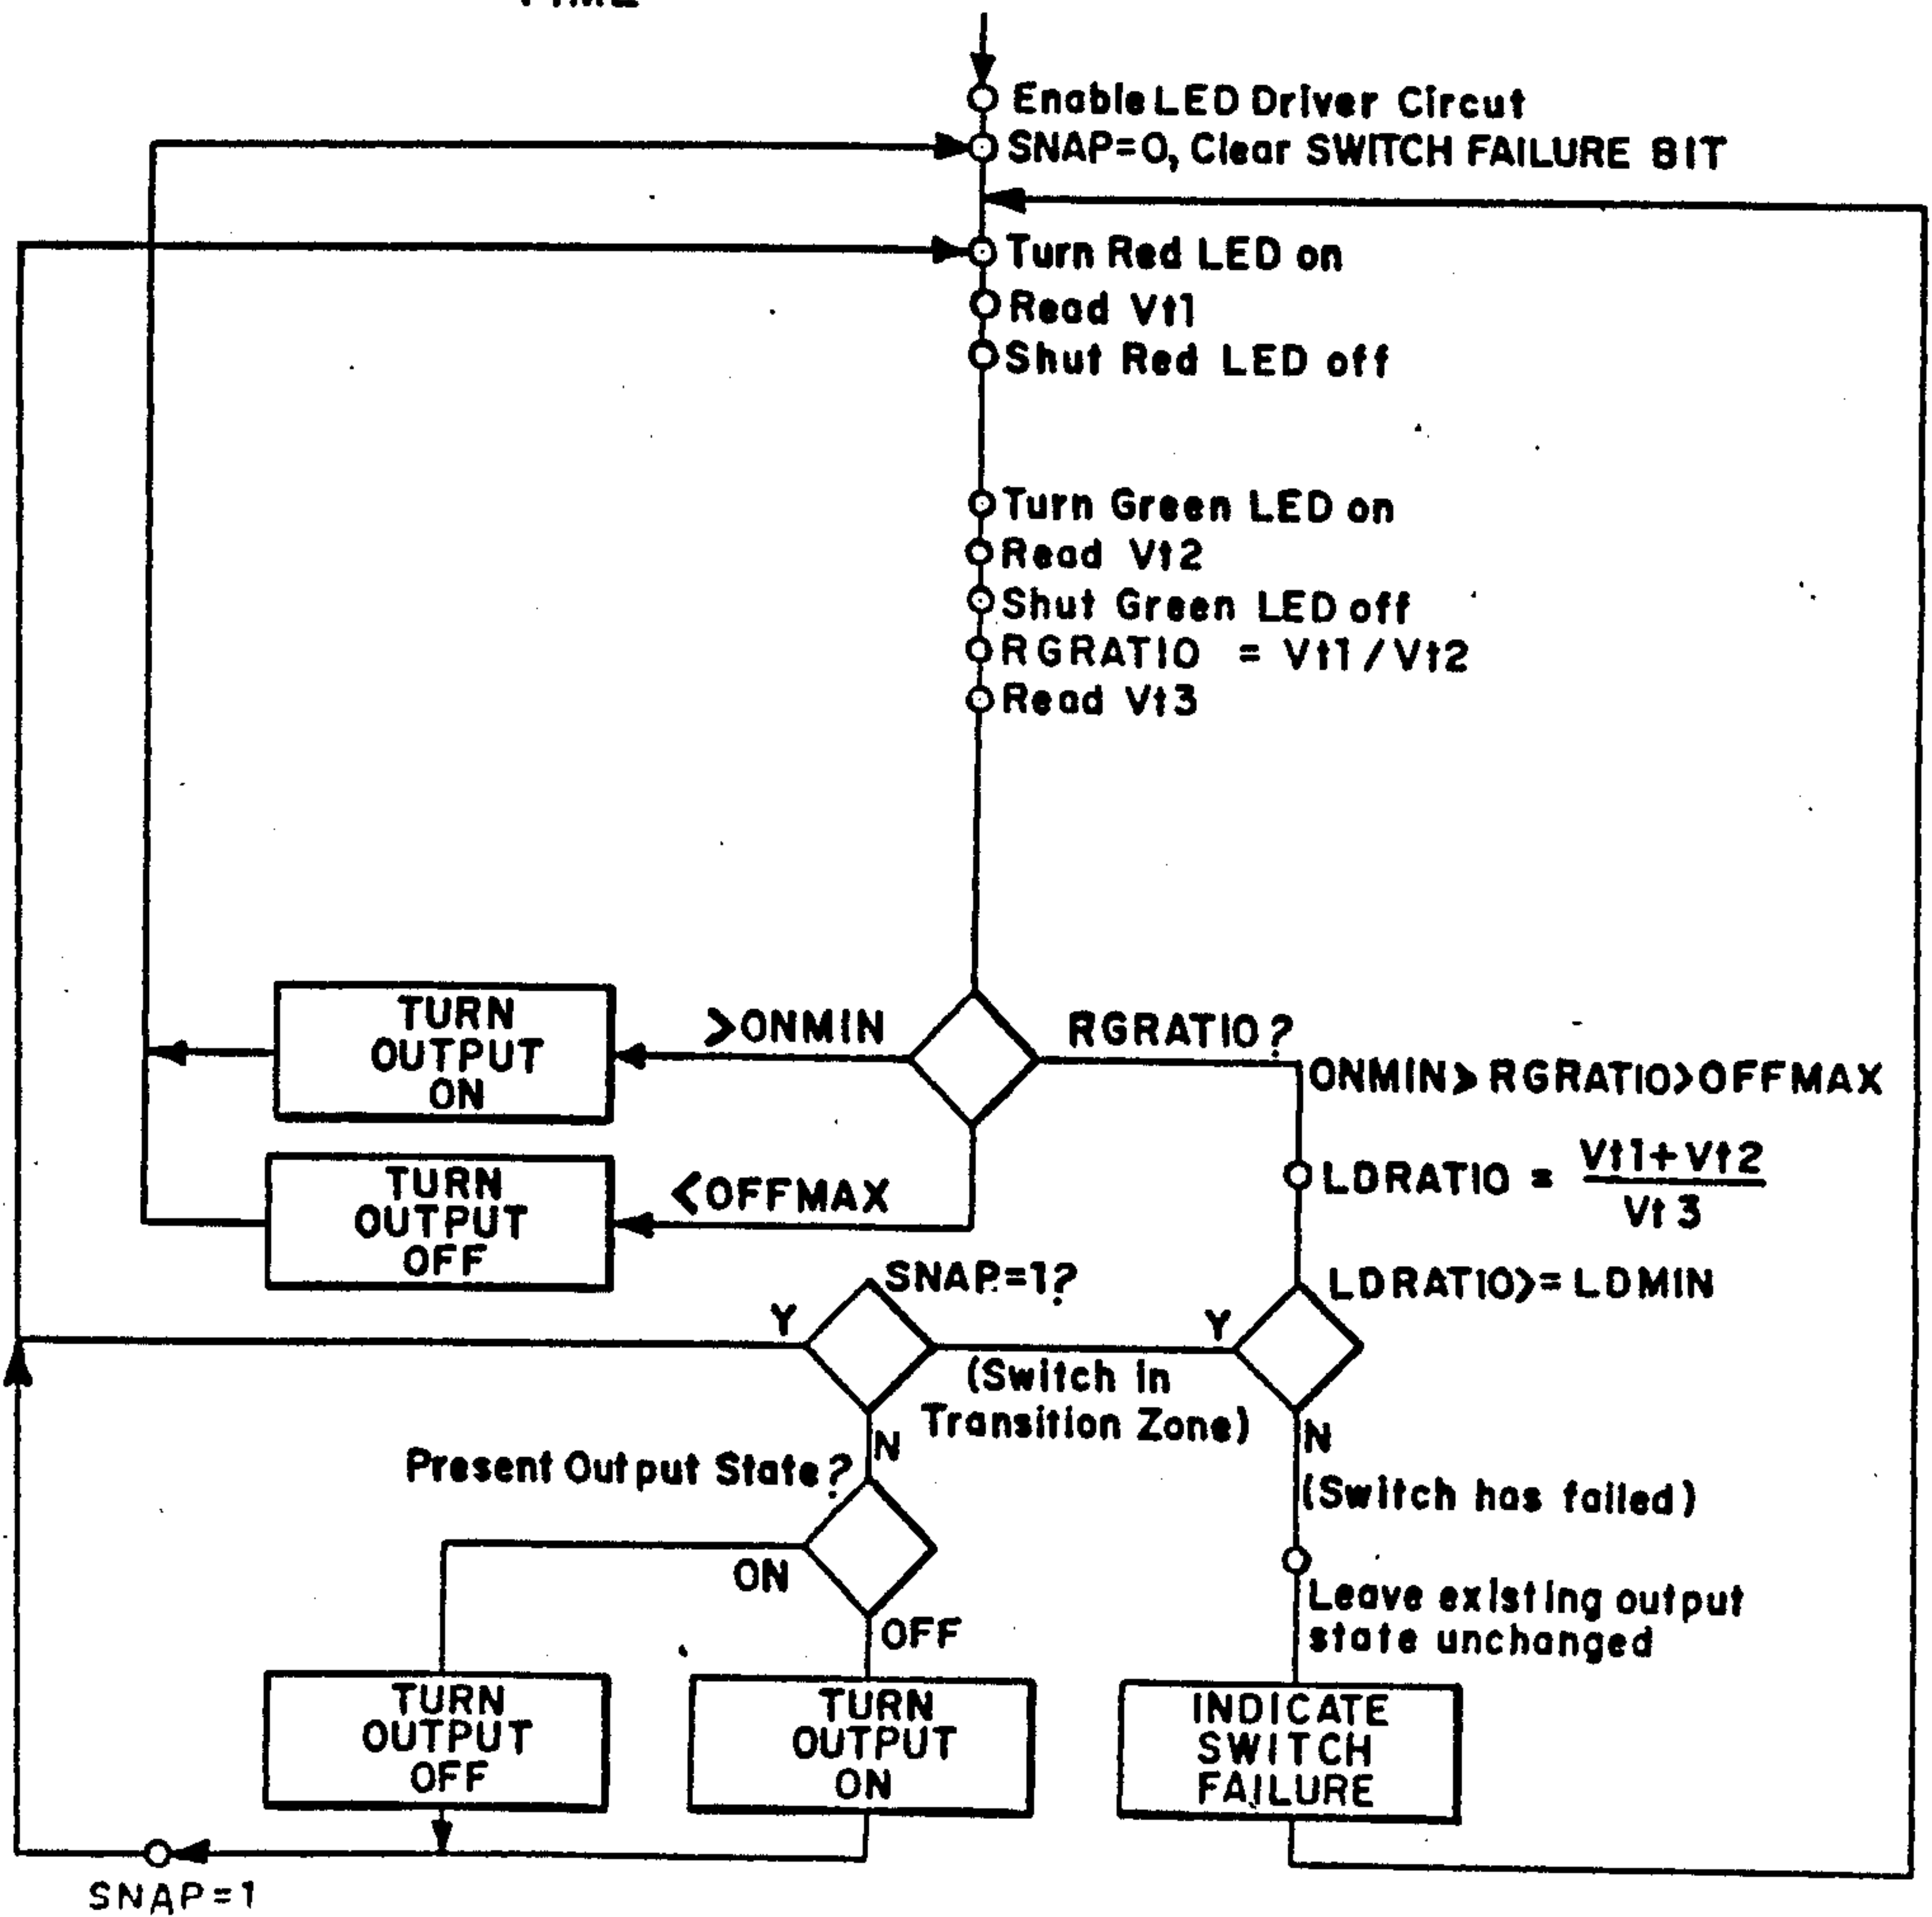 Enable LED Driver Circut
SNAP=0, Clear SWITCH FAILURE BIT
Turn Red LED on
Read Vt1
Shut Red LED off
Turn Green LED on
Read Vt2
Shut Green LED off
RGRATIO = Vt1/Vt2
Read Vt3
TURN
OUTPUT
ON
>ONMIN
RGRATIO?
ONMIN> RGRATIO>OFFMAX
TURN
OUTPUT
OFF
<OFFMAX
LDRATIO = Vt1+Vt2
Vt3
SNAP=1?
LDRATIO>=LDMIN
Y
Y
(Switch in
Transition Zone)
N
N
Present Output State?
(Switch has failed)
ON
OFF
Leave existing output
state unchanged
TURN
OUTPUT
OFF
TURN
OUTPUT
ON
INDICATE
SWITCH
FAILURE
SNAP=1